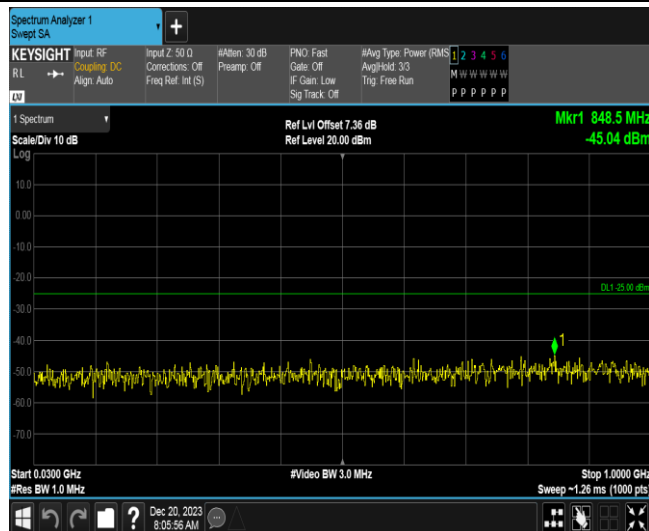 Spectrum Analyzer 1
Swept SA
KEYSIGHT
RL
Input: RF
Coupling: DC
Align: Auto
Input Z: 50 Ω
Corrections: Off
Freq Ref: Int (S)
#Atten: 30 dB
Preamp: Off
PNO: Fast
Gate: Off
IF Gain: Low
Sig Track: Off
#Avg Type: Power (RMS
Avg|Hold: 3/3
Trig: Free Run
1 2 3 4 5 6
M W W W W W
P P P P P P
1 Spectrum
Scale/Div 10 dB
Log
Ref Lvl Offset 7.36 dB
Ref Level 20.00 dBm
Mkr1 848.5 MHz
-45.04 dBm
10.0
0.00
-10.0
-20.0
DL1 -25.00 dBm
-30.0
-40.0
1
-50.0
-60.0
-70.0
Start 0.0300 GHz
#Res BW 1.0 MHz
#Video BW 3.0 MHz
Stop 1.0000 GHz
Sweep ~1.26 ms (1000 pts)
Dec 20, 2023
8:05:56 AM